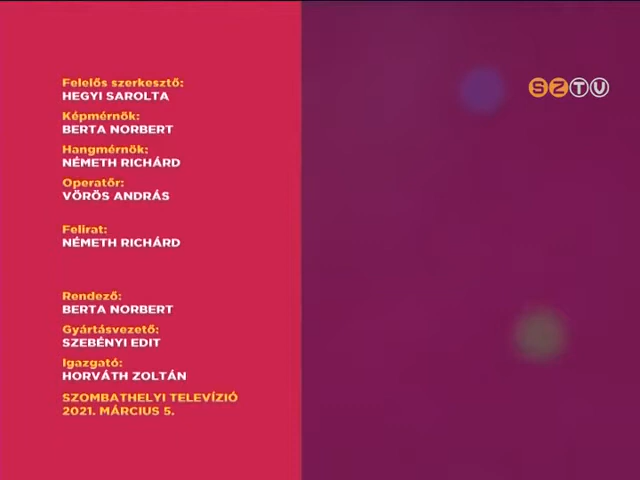 Felelős szerkesztő:
HEGYI SAROLTA
Képmérnök:
BERTA NORBERT
Hangmérnök:
NÉMETH RICHÁRD
Operatőr:
VÖRÖS ANDRÁS
Felirat:
NÉMETH RICHÁRD
Rendező:
BERTA NORBERT
Gyártásvezető:
SZEBÉNYI EDIT
Igazgató:
HORVÁTH ZOLTÁN
SZOMBATHELYI TELEVÍZIÓ
2021. MÁRCIUS 5.
SZTV